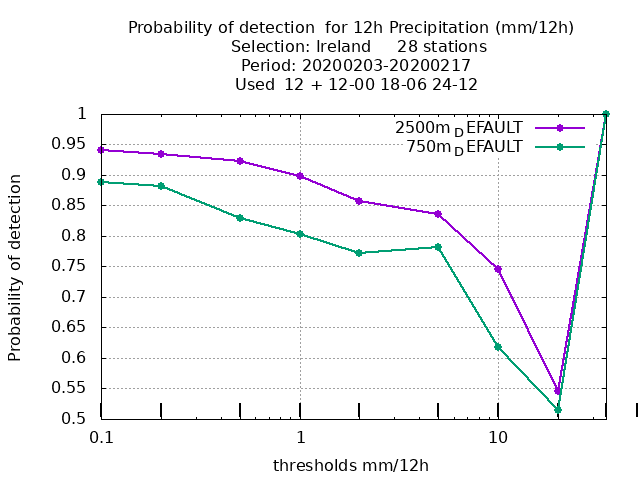 Probability of detection  for 12h Precipitation (mm/12h)
Selection: Ireland     28 stations
Period: 20200203-20200217
Used  12 + 12-00 18-06 24-12
2500m_DEFAULT
750m_DEFAULT
Probability of detection
1
0.95
0.9
0.85
0.8
0.75
0.7
0.65
0.6
0.55
0.5
0.1 1 10
thresholds mm/12h